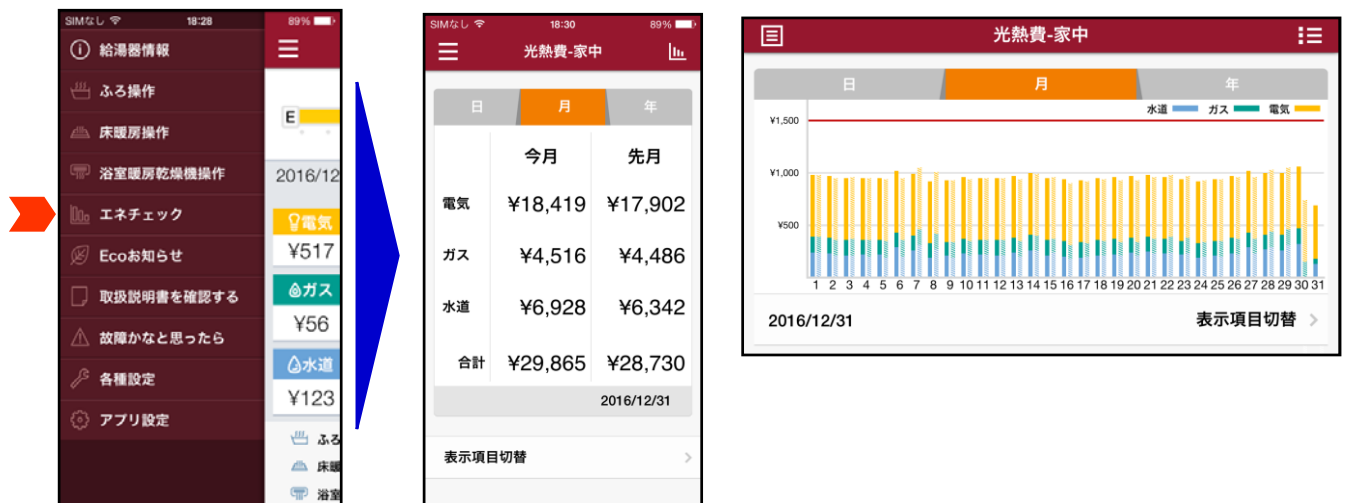 SIMなし 18:28 89%
給湯器情報
ふろ操作
床暖房操作
浴室暖房乾燥機操作
エネチェック
Ecoお知らせ
取扱説明書を確認する
故障かなと思ったら
各種設定
アプリ設定
E
2016/12
電気
¥517
ガス
¥56
水道
¥123
ふろ
床暖
浴室
SIMなし 18:30 89%
光熱費-家中
日 月 年
今月 先月
電気 ¥18,419 ¥17,902
ガス ¥4,516 ¥4,486
水道 ¥6,928 ¥6,342
合計 ¥29,865 ¥28,730
2016/12/31
表示項目切替
光熱費-家中
日 月 年
水道 ガス 電気
¥1,500
¥1,000
¥500
1 2 3 4 5 6 7 8 9 10 11 12 13 14 15 16 17 18 19 20 21 22 23 24 25 26 27 28 29 30 31
2016/12/31 表示項目切替